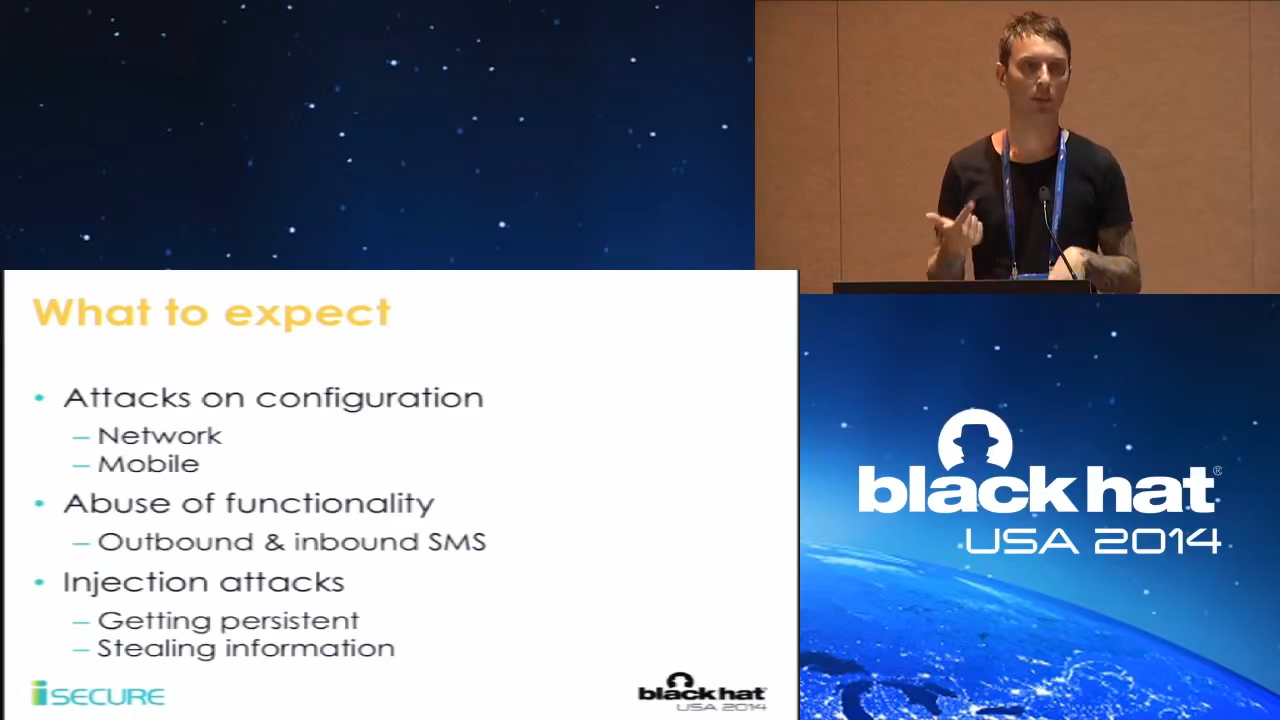 What to expect
• Attacks on configuration
– Network
– Mobile
• Abuse of functionality
– Outbound & inbound SMS
• Injection attacks
– Getting persistent
– Stealing information
iSECURE
black hat
USA 2014
black hat®
USA 2014